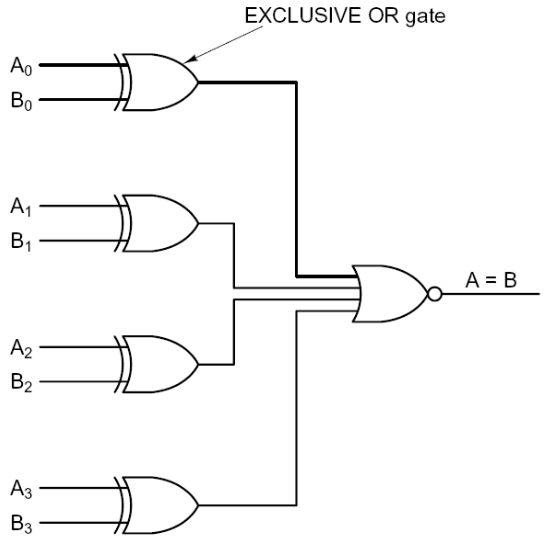 EXCLUSIVE OR gate
A₀
B₀
A₁
B₁
A = B
A₂
B₂
A₃
B₃